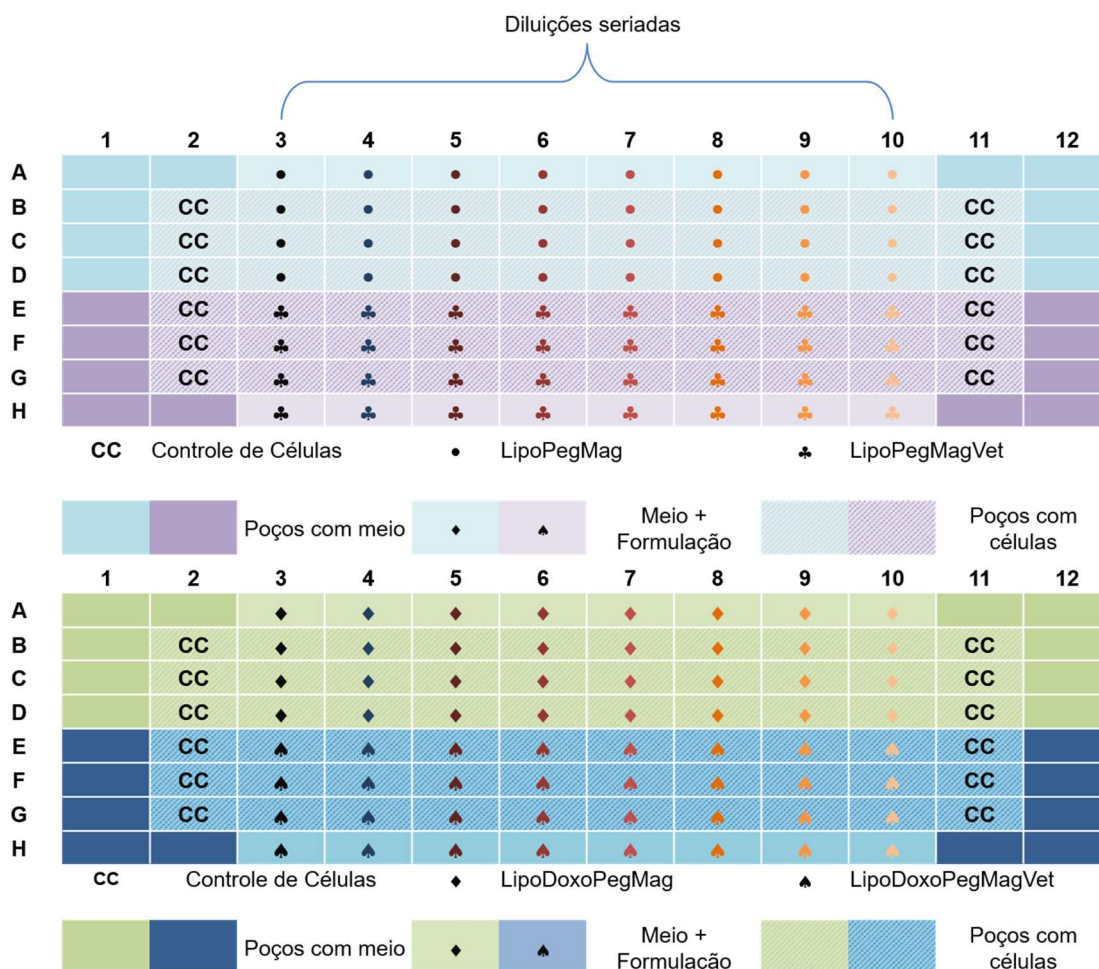 Diluições seriadas
1 2 3 4 5 6 7 8 9 10 11 12
A ● ● ● ● ● ● ● ●
B CC ● ● ● ● ● ● ● ● CC
C CC ● ● ● ● ● ● ● ● CC
D CC ● ● ● ● ● ● ● ● CC
E CC ♣ ♣ ♣ ♣ ♣ ♣ ♣ ♣ CC
F CC ♣ ♣ ♣ ♣ ♣ ♣ ♣ ♣ CC
G CC ♣ ♣ ♣ ♣ ♣ ♣ ♣ ♣ CC
H ♣ ♣ ♣ ♣ ♣ ♣ ♣ ♣
CC Controle de Células ● LipoPegMag ♣ LipoPegMagVet
Poços com meio ♦ ♠ Meio +
Formulação
Poços com
células
1 2 3 4 5 6 7 8 9 10 11 12
A ♦ ♦ ♦ ♦ ♦ ♦ ♦ ♦
B CC ♦ ♦ ♦ ♦ ♦ ♦ ♦ ♦ CC
C CC ♦ ♦ ♦ ♦ ♦ ♦ ♦ ♦ CC
D CC ♦ ♦ ♦ ♦ ♦ ♦ ♦ ♦ CC
E CC ♠ ♠ ♠ ♠ ♠ ♠ ♠ ♠ CC
F CC ♠ ♠ ♠ ♠ ♠ ♠ ♠ ♠ CC
G CC ♠ ♠ ♠ ♠ ♠ ♠ ♠ ♠ CC
H ♠ ♠ ♠ ♠ ♠ ♠ ♠ ♠
CC Controle de Células ♦ LipoDoxoPegMag ♠ LipoDoxoPegMagVet
Poços com meio ♦ ♠ Meio +
Formulação
Poços com
células